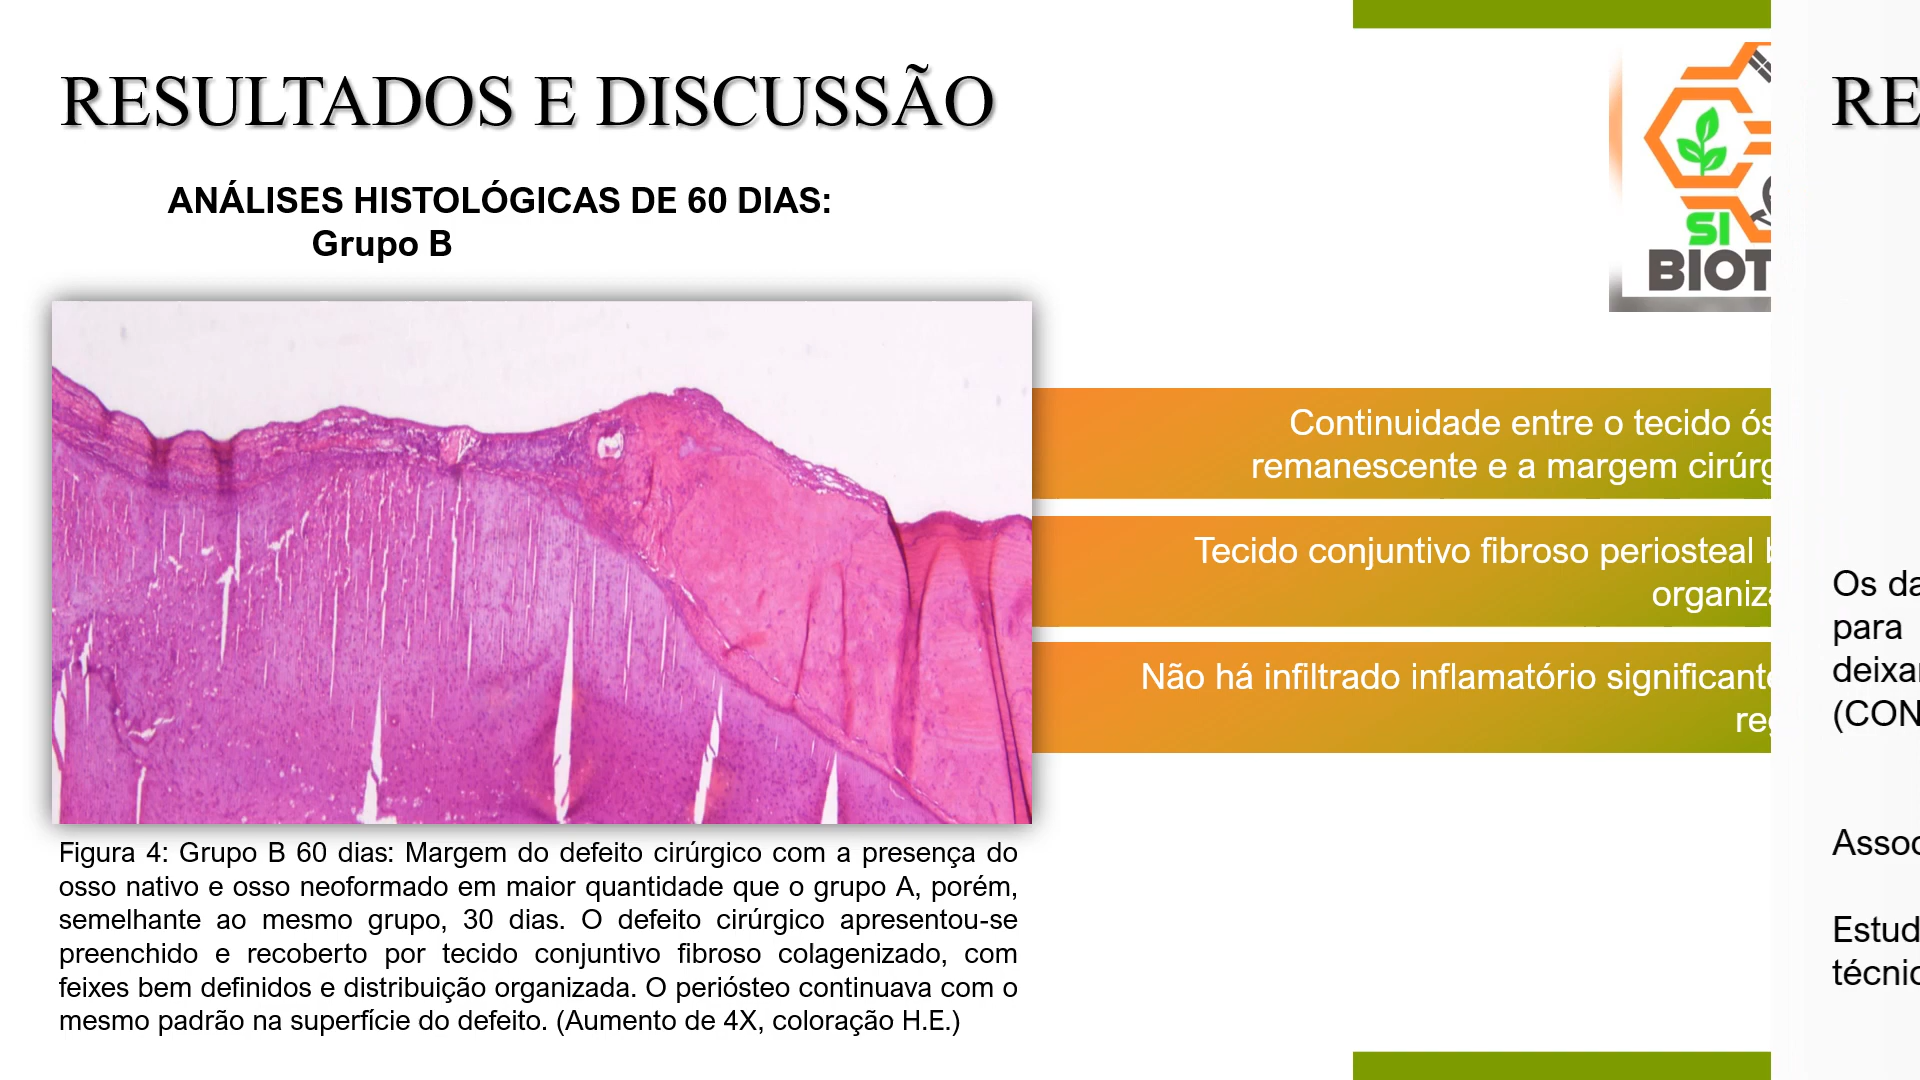 RESULTADOS E DISCUSSÃO
ANÁLISES HISTOLÓGICAS DE 60 DIAS:
Grupo B
SI
BIOT
Continuidade entre o tecido ós
remanescente e a margem cirúrg
Tecido conjuntivo fibroso periosteal
organiza
Não há infiltrado inflamatório significante
reg
Figura 4: Grupo B 60 dias: Margem do defeito cirúrgico com a presença do
osso nativo e osso neoformado em maior quantidade que o grupo A, porém,
semelhante ao mesmo grupo, 30 dias. O defeito cirúrgico apresentou-se
preenchido e recoberto por tecido conjuntivo fibroso colagenizado, com
feixes bem definidos e distribuição organizada. O periósteo continuava com o
mesmo padrão na superfície do defeito. (Aumento de 4X, coloração H.E.)
RE
Os da
para
deixa
(CON
Assoc
Estud
técnic